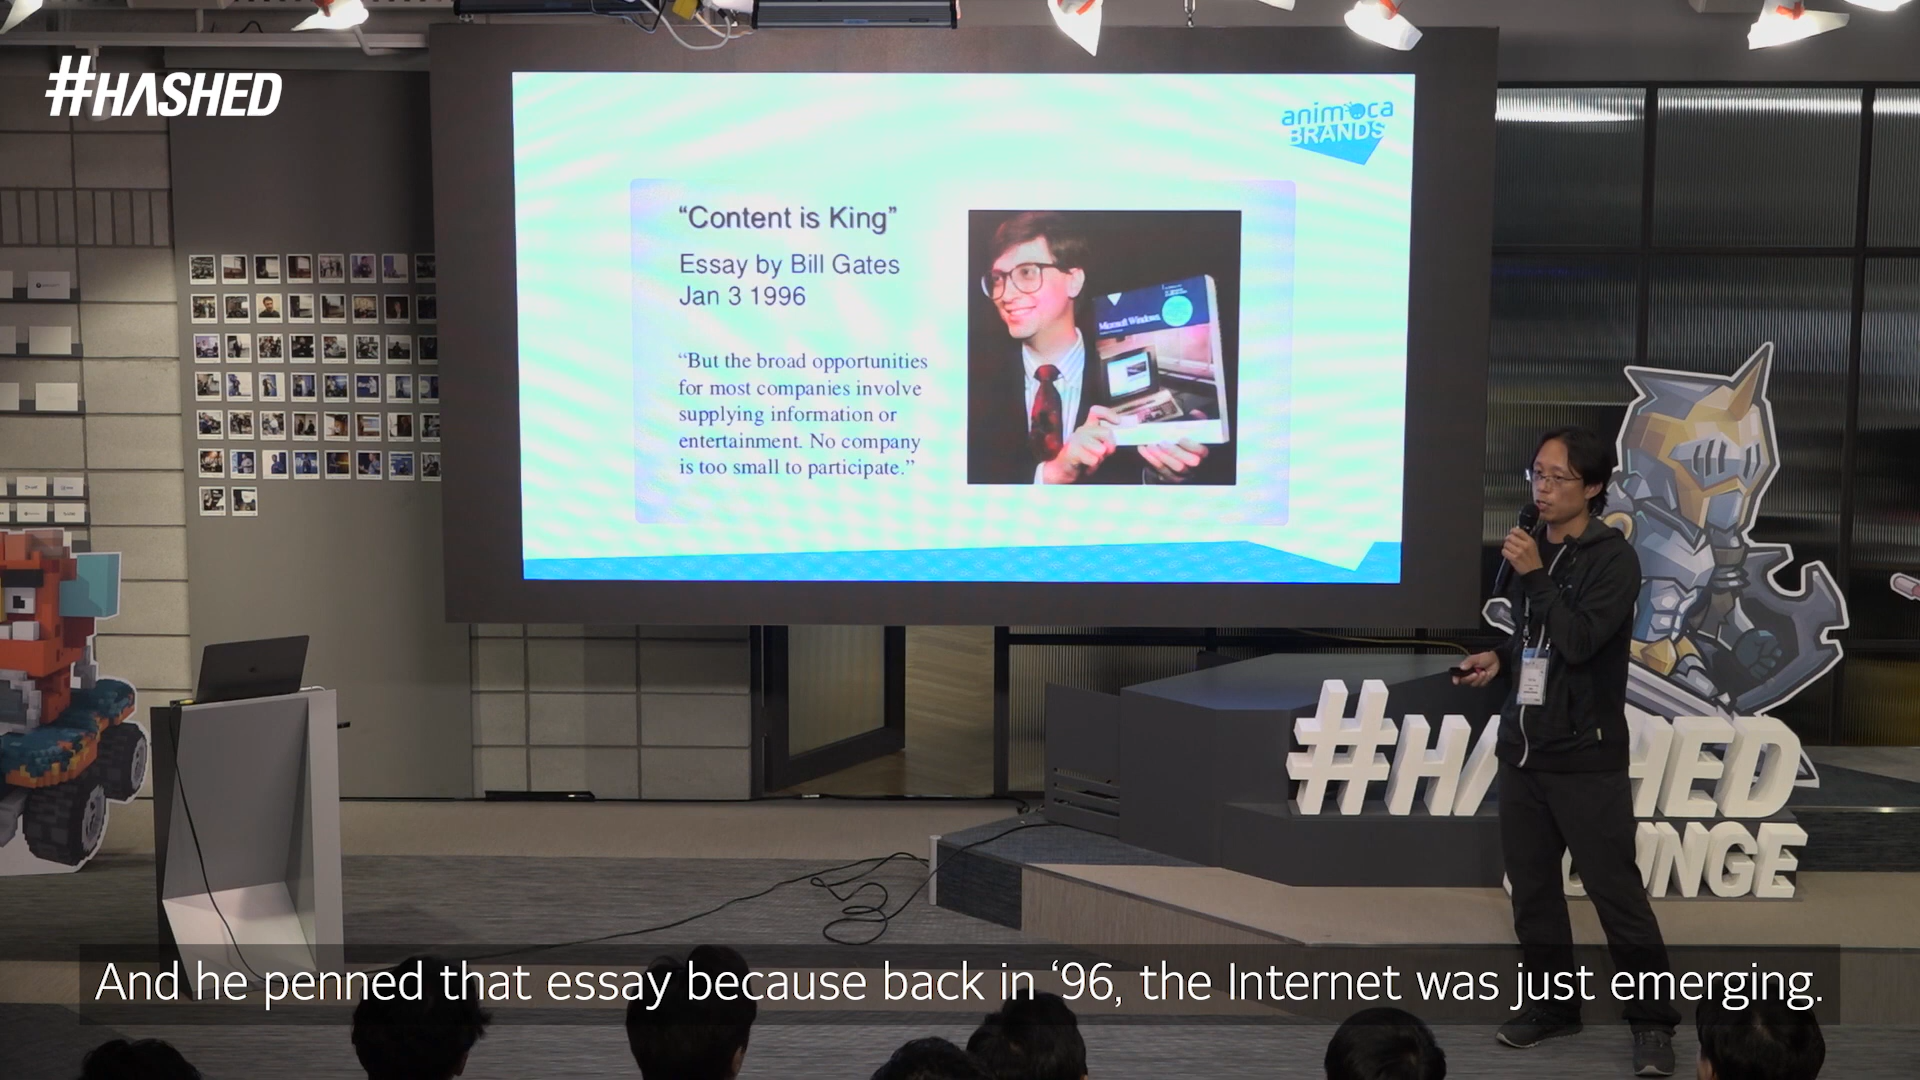 #HASHED
animoca
BRANDS
“Content is King”
Essay by Bill Gates
Jan 3 1996
“But the broad opportunities
for most companies involve
supplying information or
entertainment. No company
is too small to participate.”
Microsoft Windows
#HASHED
LOUNGE
And he penned that essay because back in ‘96, the Internet was just emerging.